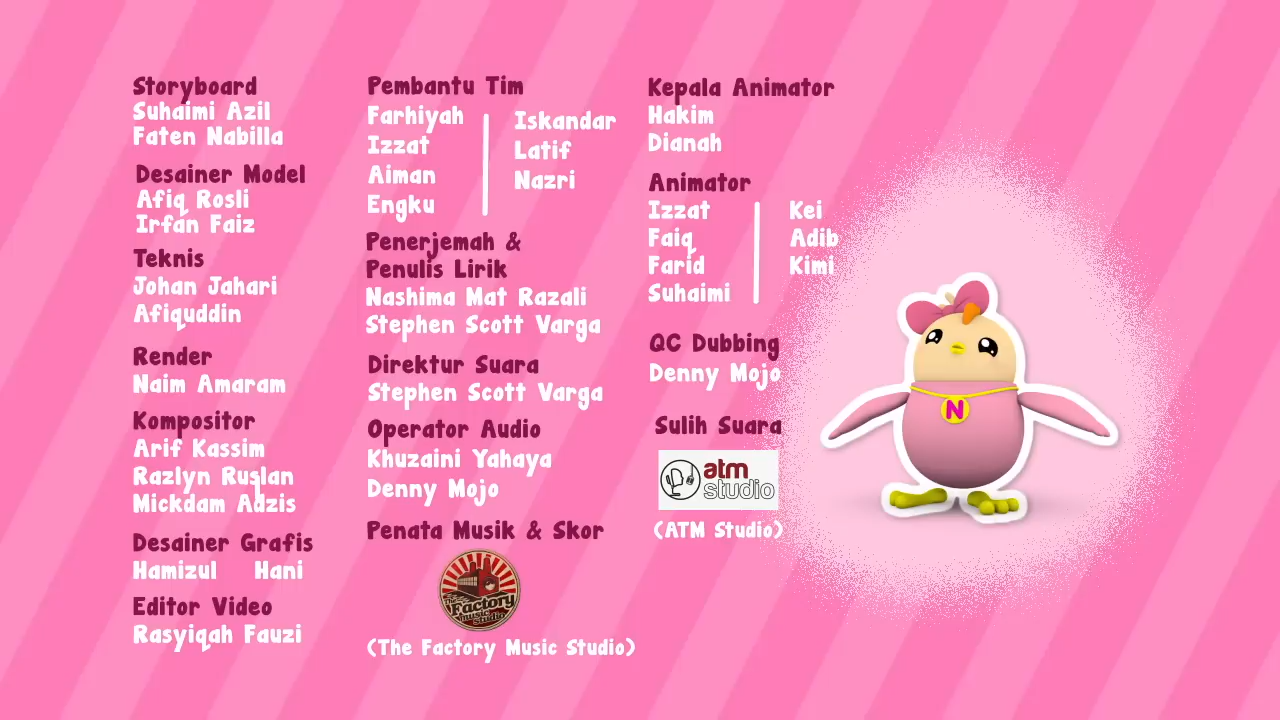 Storyboard
Suhaimi Azil
Faten Nabilla
Desainer Model
Afiq Rosli
Irfan Faiz
Teknis
Johan Jahari
Afiquddin
Render
Naim Amaram
Kompositor
Arif Kassim
Razlyn Ruslan
Mickdam Adzis
Desainer Grafis
Hamizul Hani
Editor Video
Rasyiqah Fauzi
Pembantu Tim
Farhiyah
Izzat
Aiman
Engku
Iskandar
Latif
Nazri
Penerjemah &
Penulis Lirik
Nashima Mat Razali
Stephen Scott Varga
Direktur Suara
Stephen Scott Varga
Operator Audio
Khuzaini Yahaya
Denny Mojo
Penata Musik & Skor
The
Factory
music
Studio
(The Factory Music Studio)
Kepala Animator
Hakim
Dianah
Animator
Izzat
Faiq
Farid
Suhaimi
Kei
Adib
Kimi
QC Dubbing
Denny Mojo
Sulih Suara
atm
studio
(ATM Studio)
N